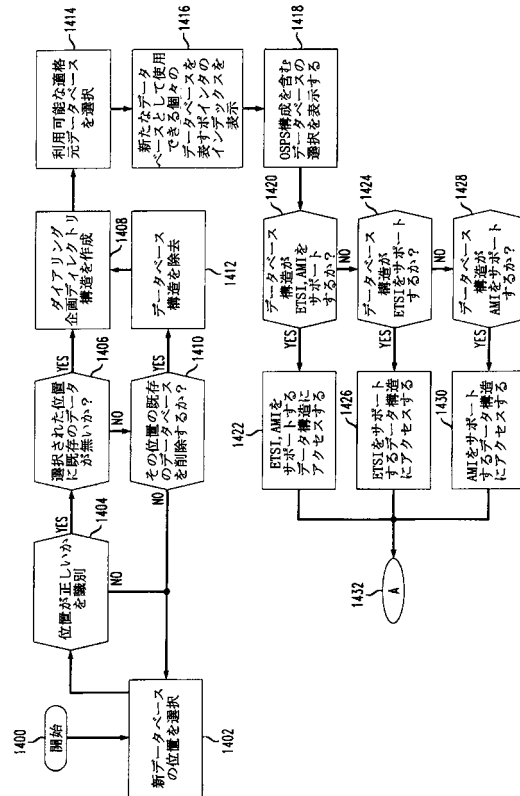 1400
開始
1402
新データベース
の位置を選択
1404
位置が正しいか
を識別
YES
NO
1406
選択された位置
に既存のデータ
が無いか?
YES
NO
1408
ダイアリング
企画ディレクトリ
構造を作成
1410
その位置の既存
のデータベース
を削除するか?
YES
NO
1412
データベース
構造を除去
1414
利用可能な適格
元データベース
を選択
1416
新たなデータ
ベースとして使用
できる個々の
データベースを
表すポインタの
インデックスを
表示
1418
OSPS構成を含む
データベースの
選択を表示する
1420
データベース
構造が
ETSI,AMIを
サポート
するか?
YES
NO
1422
ETSI,AMIを
サポートする
データ構造に
アクセスする
1424
データベース
構造が
ETSIをサポート
するか?
YES
NO
1426
ETSIをサポート
するデータ構造
にアクセスする
1428
データベース
構造が
AMIをサポート
するか?
YES
1430
AMIをサポート
するデータ構造
にアクセスする
1432
A